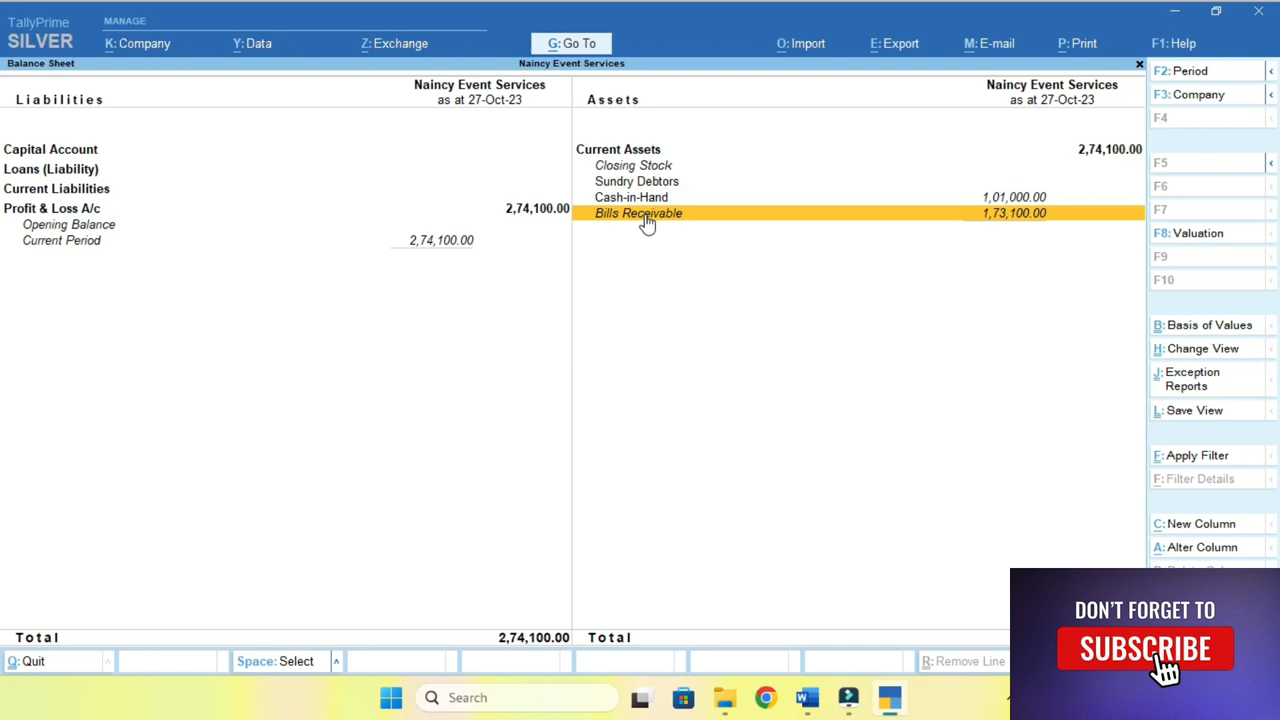 TallyPrime
MANAGE
SILVER
K: Company
Y: Data
Z: Exchange
G: Go To
O: Import
E: Export
M: E-mail
P: Print
F1: Help
Balance Sheet
Naincy Event Services
Liabilities
Naincy Event Services
as at 27-Oct-23
Assets
Naincy Event Services
as at 27-Oct-23
Capital Account
Loans (Liability)
Current Liabilities
Profit & Loss A/c 2,74,100.00
Opening Balance
Current Period 2,74,100.00
Current Assets 2,74,100.00
Closing Stock
Sundry Debtors
Cash-in-Hand 1,01,000.00
Bills Receivable 1,73,100.00
Total 2,74,100.00
Total
F2: Period
F3: Company
F4
F5
F6
F7
F8: Valuation
F9
F10
B: Basis of Values
H: Change View
J: Exception
Reports
L: Save View
F: Apply Filter
F: Filter Details
C: New Column
A: Alter Column
Q: Quit
Space: Select
R: Remove Line
DON'T FORGET TO
SUBSCRIBE
Search